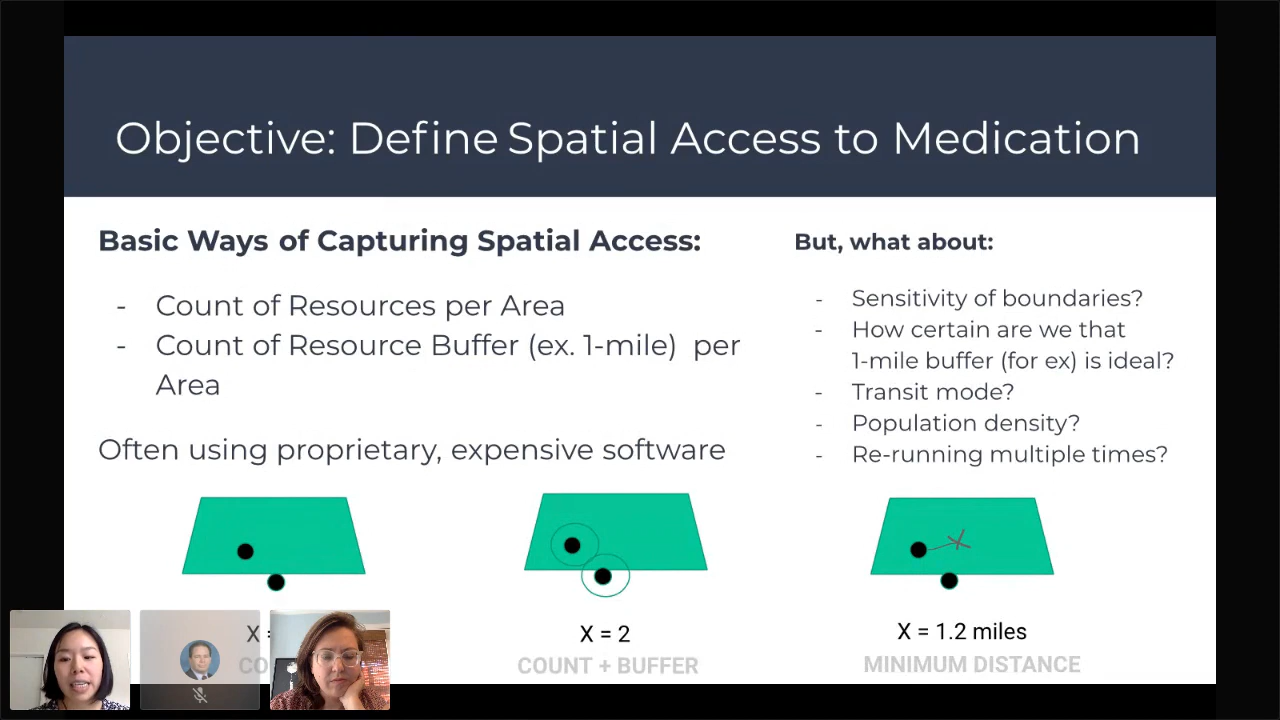 Objective: Define Spatial Access to Medication
Basic Ways of Capturing Spatial Access:
- Count of Resources per Area
- Count of Resource Buffer (ex. 1-mile) per
Area
Often using proprietary, expensive software
But, what about:
- Sensitivity of boundaries?
- How certain are we that
1-mile buffer (for ex) is ideal?
- Transit mode?
- Population density?
- Re-running multiple times?
X =
X = 2
COUNT + BUFFER
X = 1.2 miles
MINIMUM DISTANCE